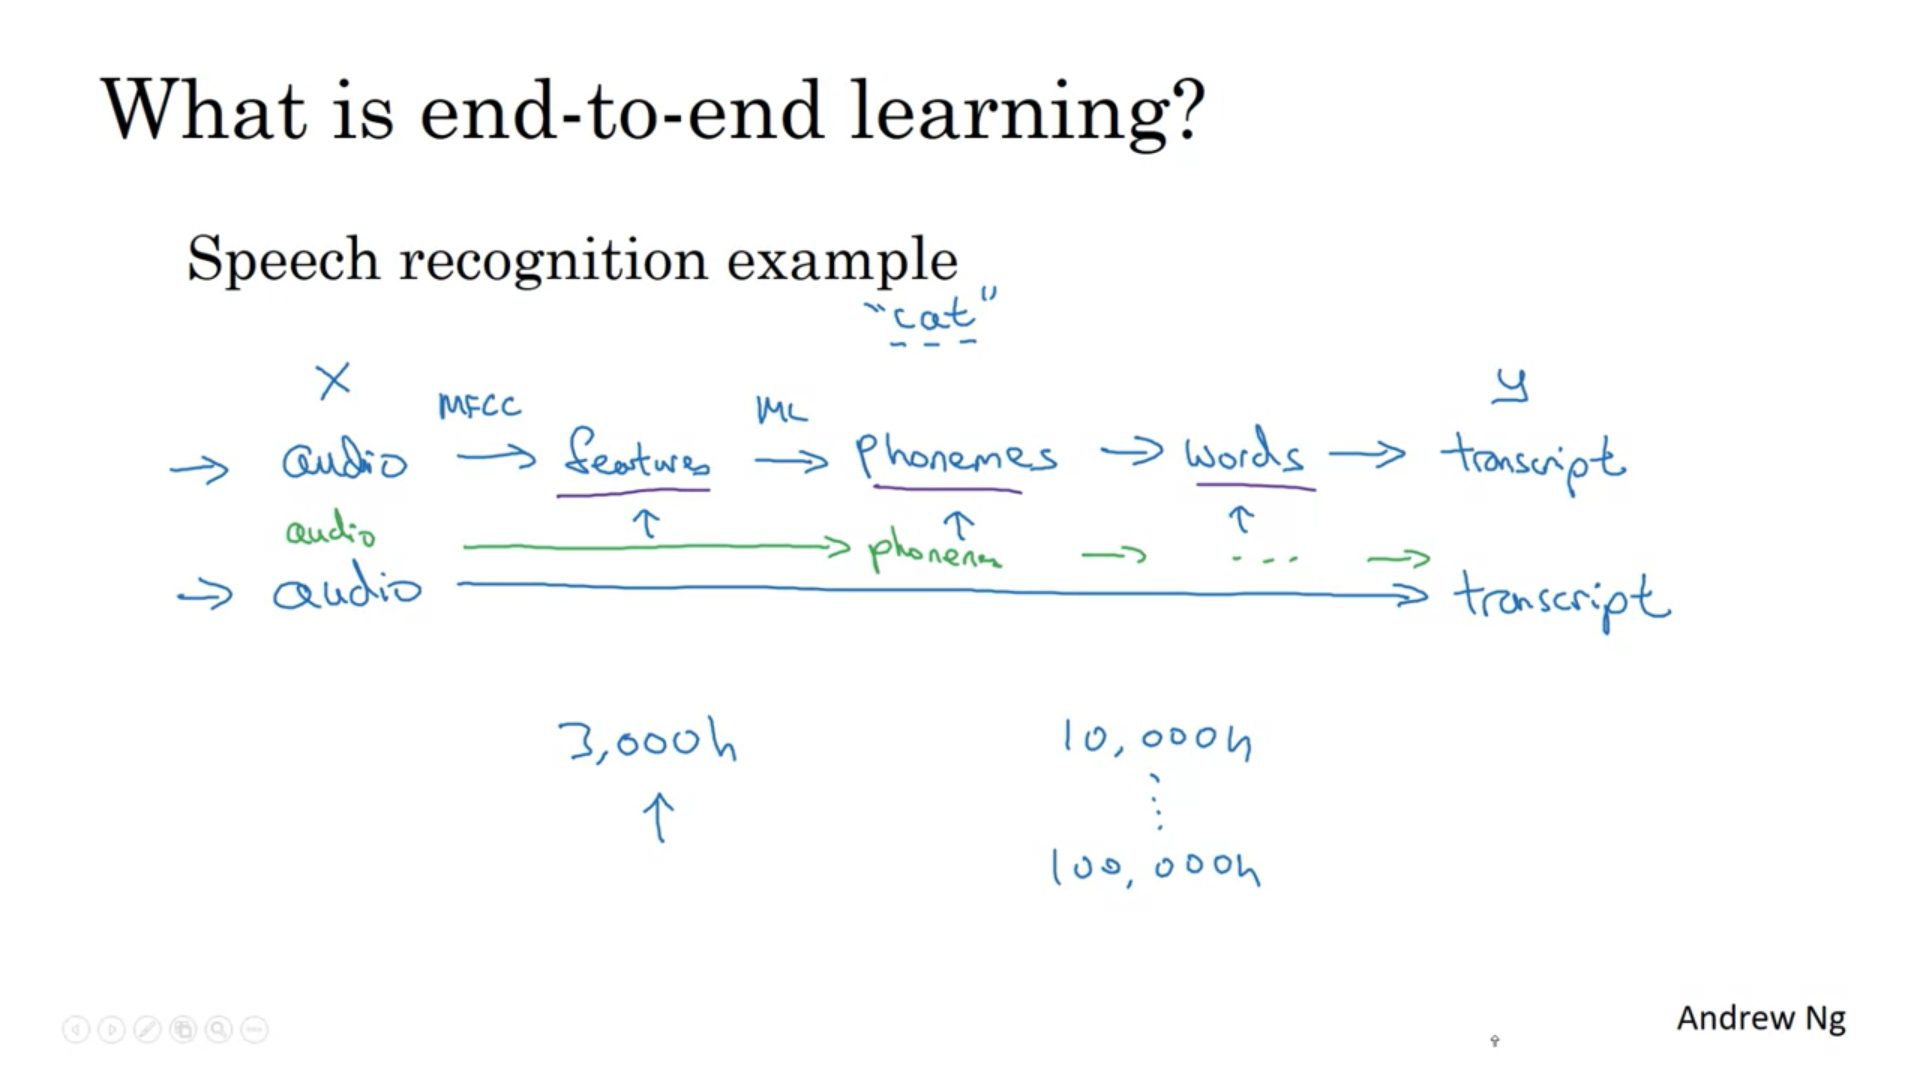 What is end-to-end learning?
Speech recognition example
"cat"
X MFCC ML y
→ audio → features → phonemes → words → transcript
↑ ↑ ↑
audio → phonemes → ... →
→ audio → transcript
3,000h 10,000h
↑ ⋮
100,000h
Andrew Ng